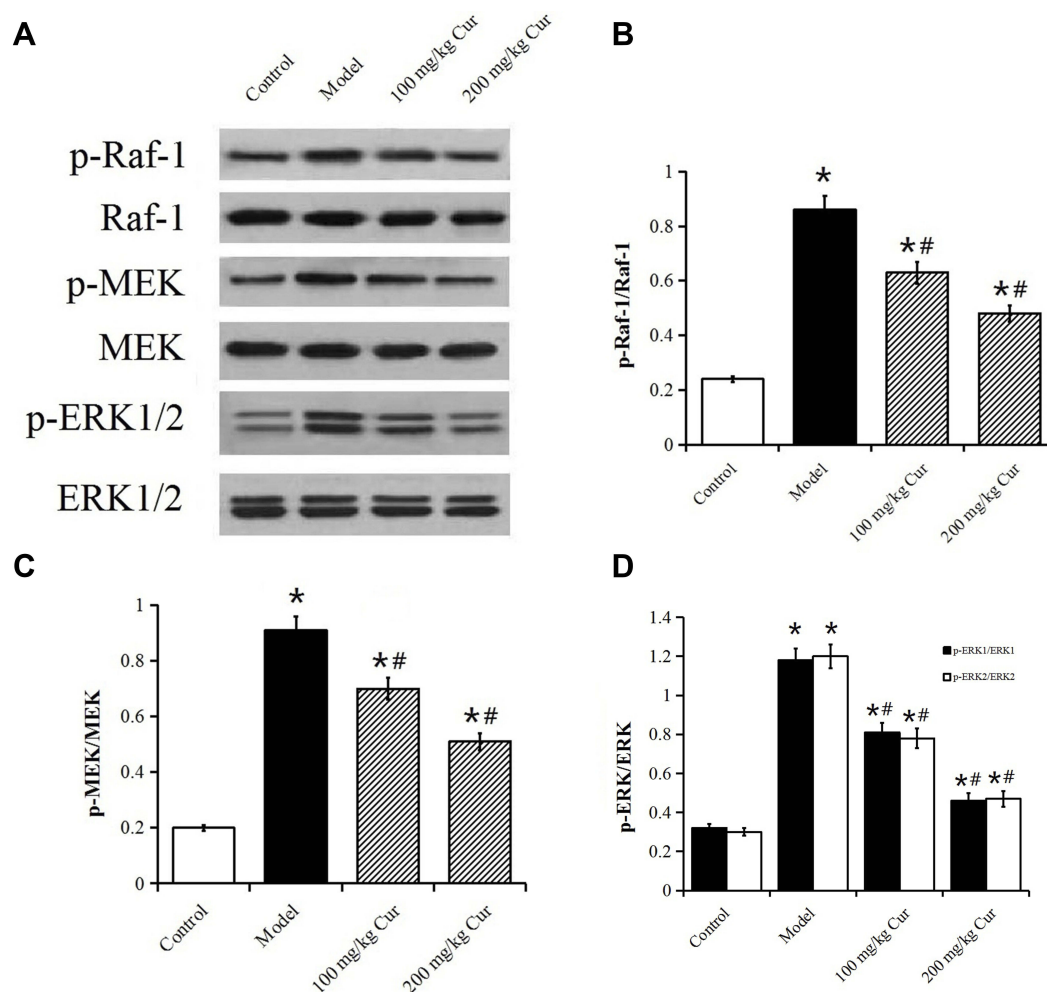 A
Control
Model
100 mg/kg Cur
200 mg/kg Cur
p-Raf-1
Raf-1
p-MEK
MEK
p-ERK1/2
ERK1/2
B
p-Raf-1/Raf-1
1
0.8
0.6
0.4
0.2
0
*
*#
*#
Control
Model
100 mg/kg Cur
200 mg/kg Cur
C
p-MEK/MEK
1
0.8
0.6
0.4
0.2
0
*
*#
*#
Control
Model
100 mg/kg Cur
200 mg/kg Cur
D
p-ERK/ERK
1.4
1.2
1
0.8
0.6
0.4
0.2
0
* *
*# *#
*# *#
p-ERK1/ERK1
p-ERK2/ERK2
Control
Model
100 mg/kg Cur
200 mg/kg Cur